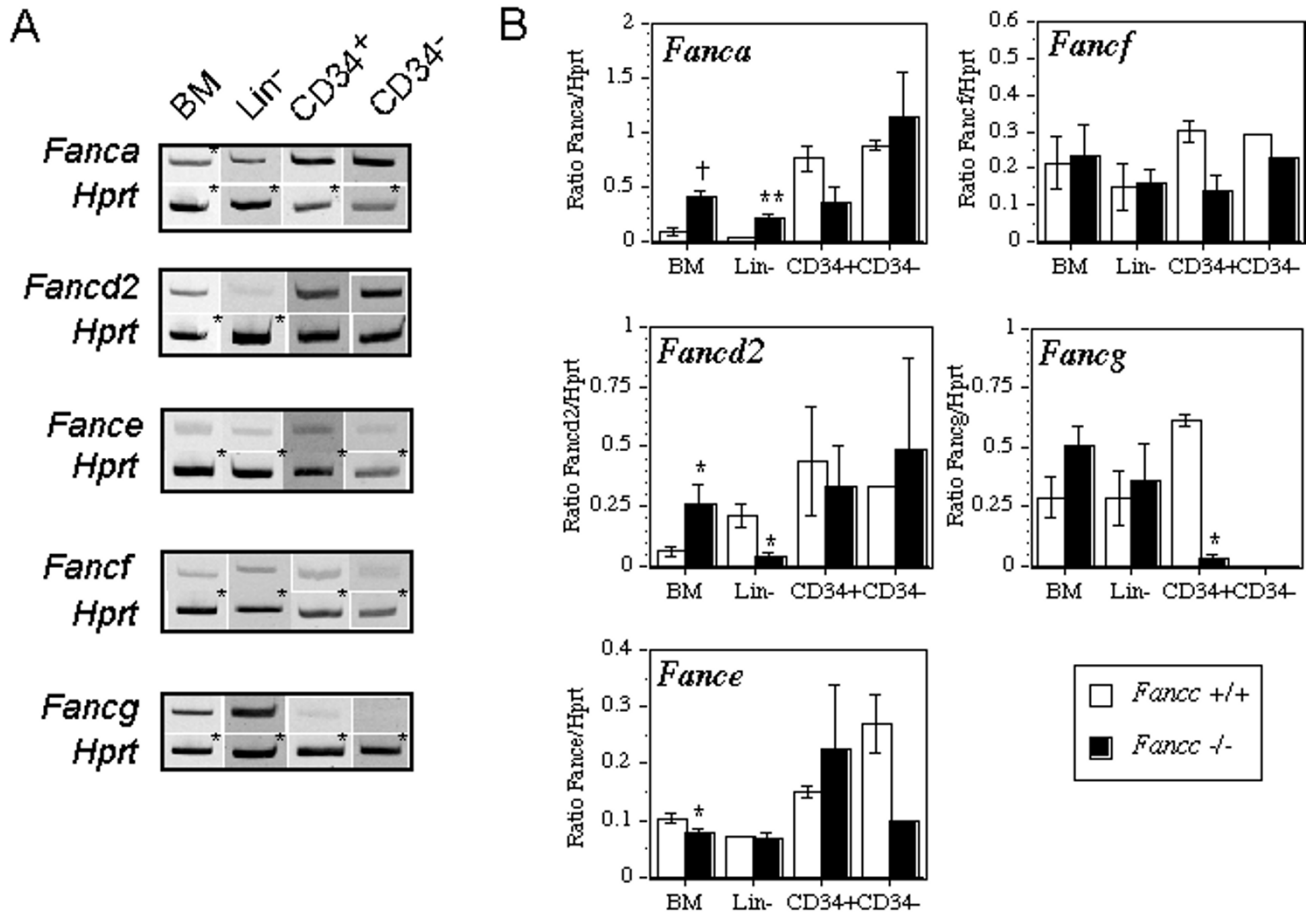 A
BM Lin⁻ CD34⁺ CD34⁻
Fanca *
Hprt * * * *
Fancd2
Hprt * *
Fance
Hprt * * * *
Fancf
Hprt * * * *
Fancg
Hprt * * * *
B
Fanca
Ratio Fanca/Hprt
2
1.5
1
0.5
0
† **
BM Lin- CD34+CD34-
Fancf
Ratio Fancf/Hprt
0.6
0.5
0.4
0.3
0.2
0.1
0
BM Lin- CD34+CD34-
Fancd2
Ratio Fancd2/Hprt
1
0.75
0.5
0.25
0
* *
BM Lin- CD34+CD34-
Fancg
Ratio Fancg/Hprt
1
0.75
0.5
0.25
0
*
BM Lin- CD34+CD34-
Fance
Ratio Fance/Hprt
0.4
0.3
0.2
0.1
0
*
BM Lin- CD34+CD34-
Fancc +/+
Fancc -/-